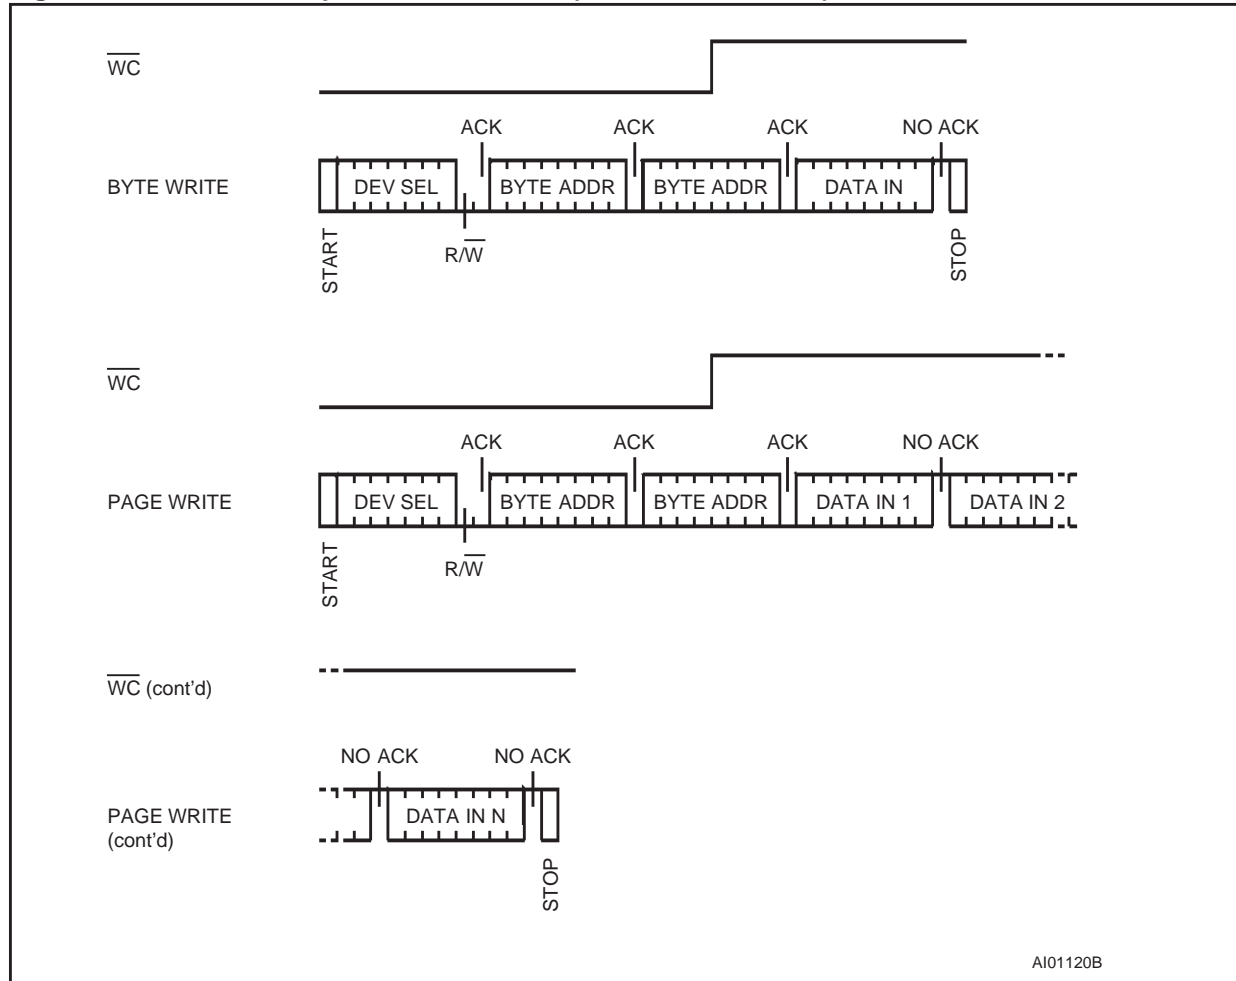 WC
ACK ACK ACK NO ACK
BYTE WRITE DEV SEL BYTE ADDR BYTE ADDR DATA IN
R/W
START STOP
WC
ACK ACK ACK NO ACK
PAGE WRITE DEV SEL BYTE ADDR BYTE ADDR DATA IN 1 DATA IN 2
R/W
START
WC (cont'd)
NO ACK NO ACK
PAGE WRITE DATA IN N
(cont'd)
STOP
AI01120B